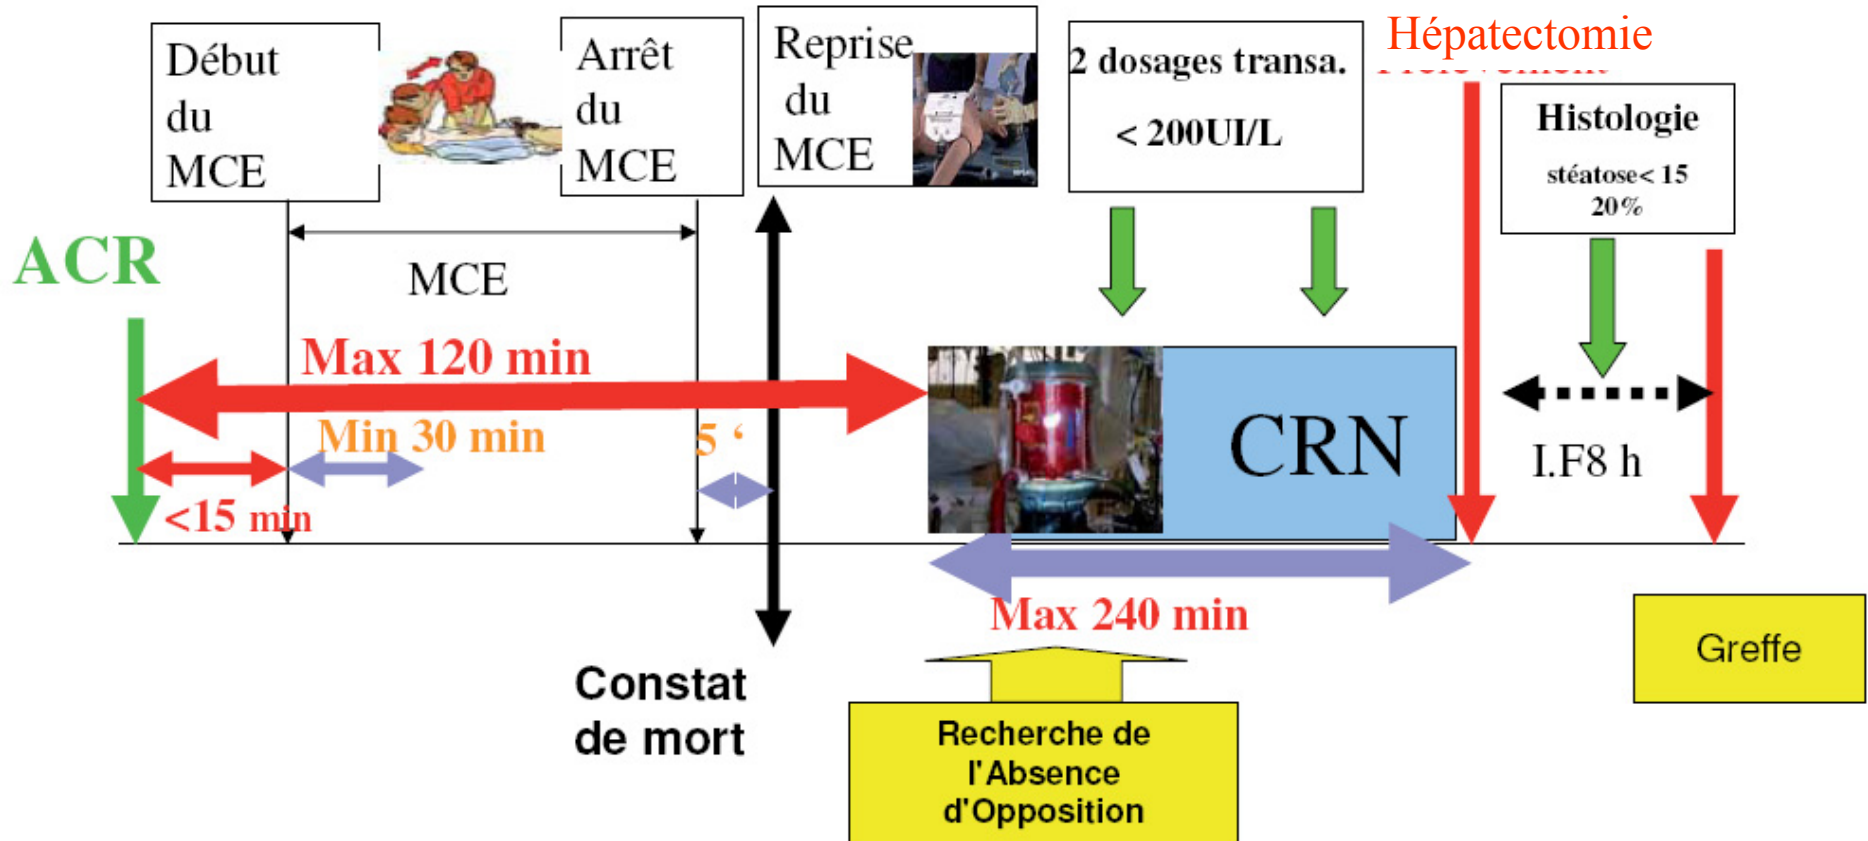 Début
du
MCE
Arrêt
du
MCE
Reprise
du
MCE
2 dosages transa.
< 200UI/L
Hépatectomie
Histologie
stéatose< 15
20%
ACR
MCE
Max 120 min
Min 30 min
5 ‘
<15 min
CRN
I.F8 h
Max 240 min
Constat
de mort
Recherche de
l'Absence
d'Opposition
Greffe